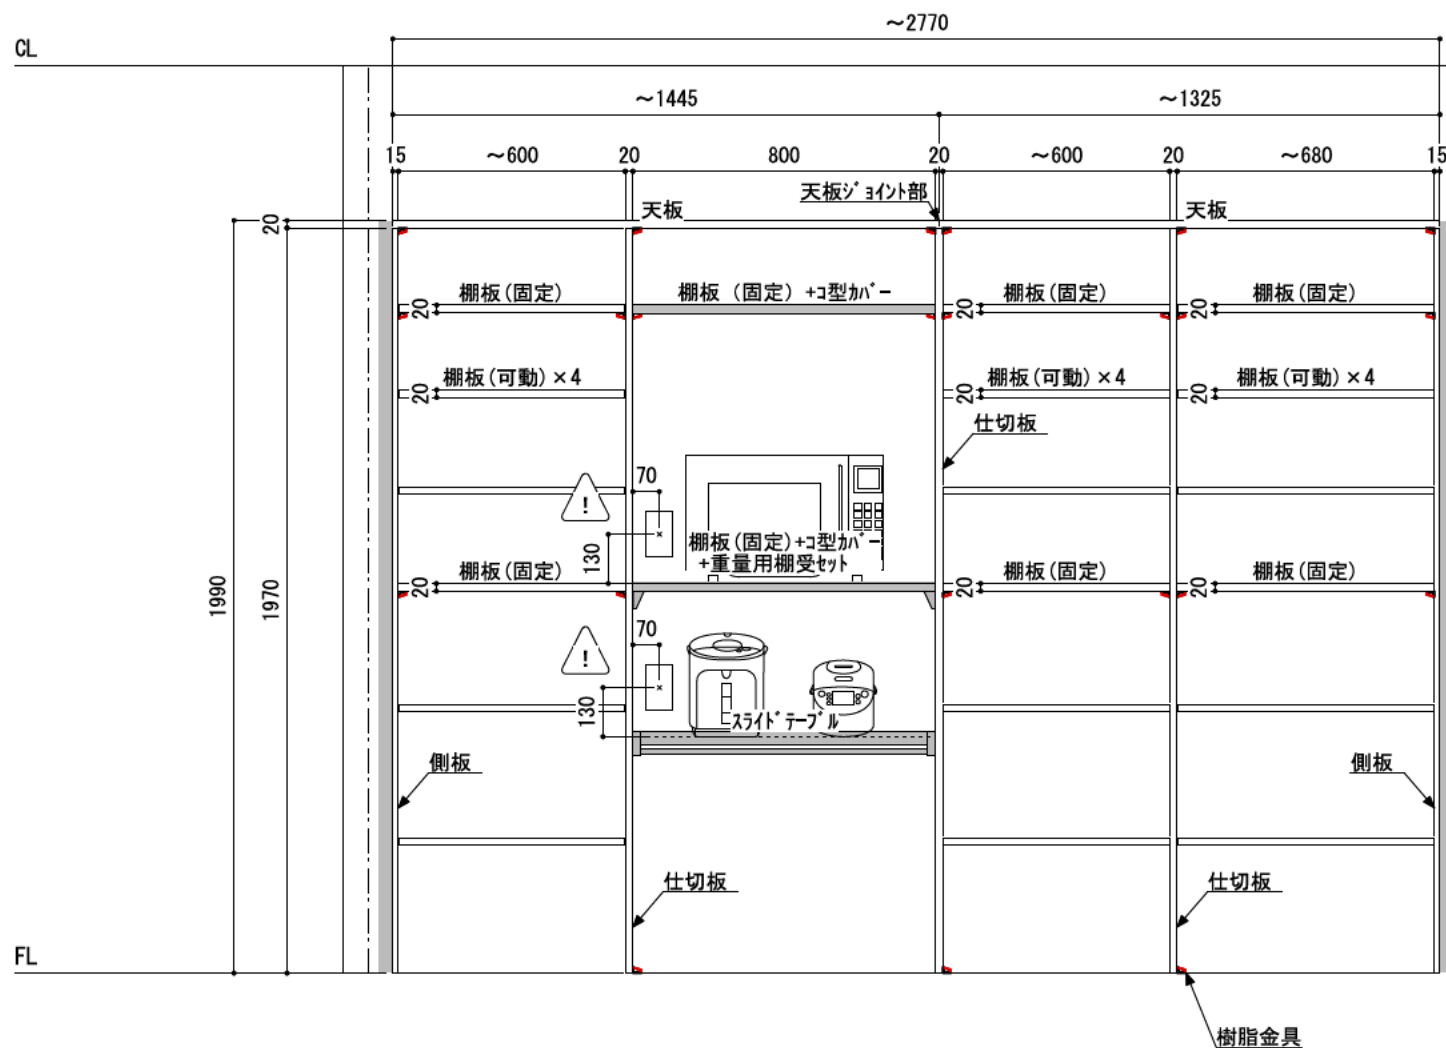 ～2770
CL
～1445
～1325
15
～600
20
800
20
～600
20
～680
15
天板ｼﾞｮｲﾝﾄ部
天板
天板
20
棚板(固定)
棚板（固定）+ｺ型ｶﾊﾞｰ
棚板(固定)
棚板(固定)
20
20
20
棚板(可動)×4
棚板(可動)×4
棚板(可動)×4
20
20
20
仕切板
70
!
130
棚板(固定)+ｺ型ｶﾊﾞｰ
+重量用棚受ｾｯﾄ
棚板(固定)
棚板(固定)
棚板(固定)
20
20
20
1990
1970
70
!
130
ｽﾗｲﾄﾞﾃｰﾌﾞﾙ
側板
側板
仕切板
仕切板
FL
樹脂金具